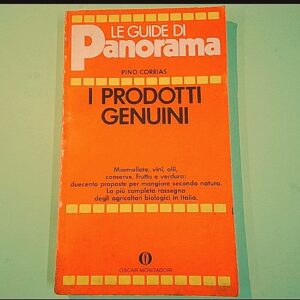 LE GUIDE DI
Panorama
PINO CORRIAS
I PRODOTTI
GENUINI
Marmellate, vini, olii,
conserve, frutta e verdura:
duecento proposte per mangiare secondo natura.
La più completa rassegna
degli agricoltori biologici in Italia.
OSCAR MONDADORI